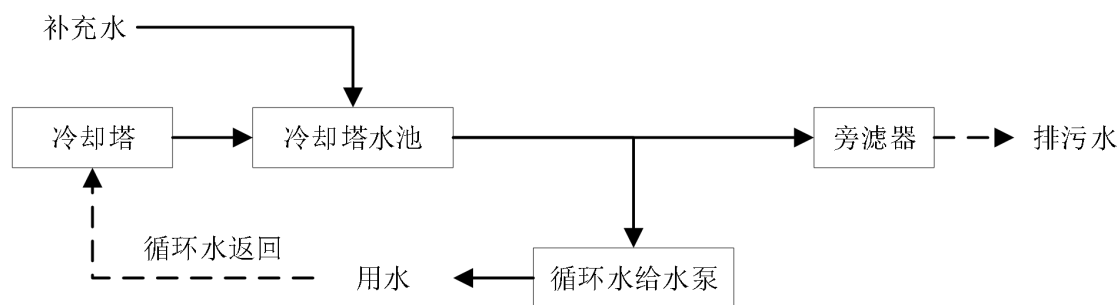 补充水
冷却塔
冷却塔水池
旁滤器
排污水
循环水返回
用水
循环水给水泵